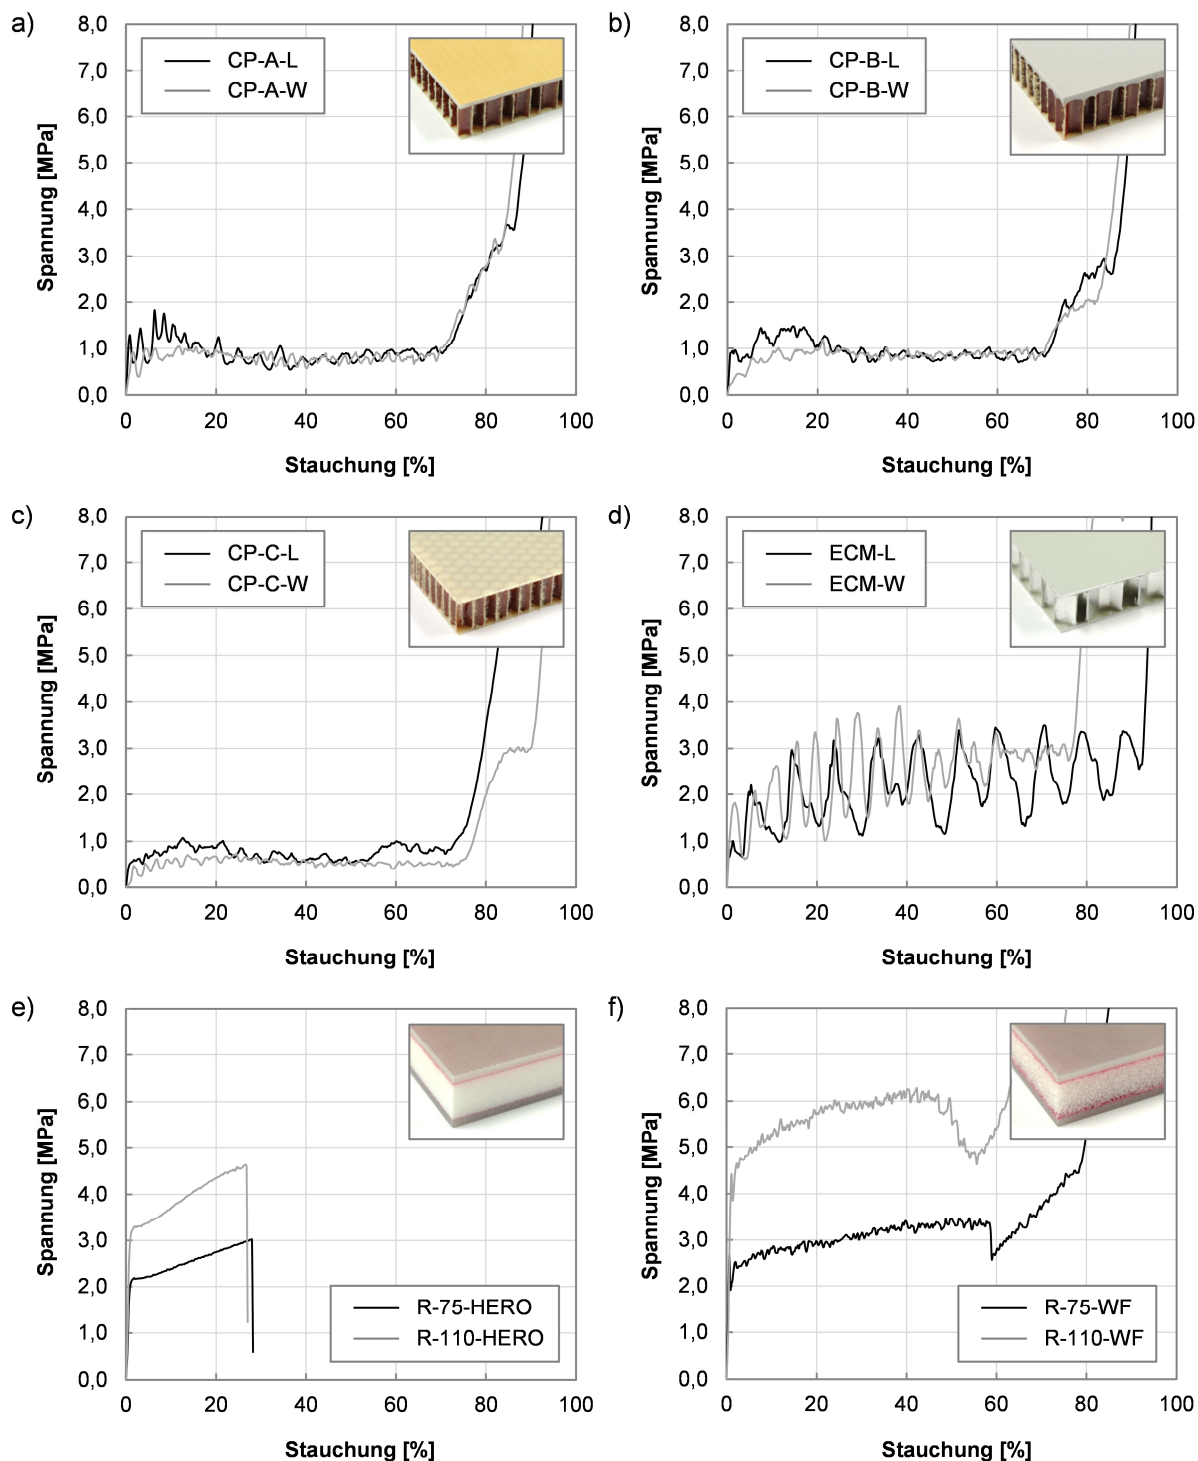 a)
8,0
7,0
6,0
5,0
4,0
3,0
2,0
1,0
0,0
Spannung [MPa]
CP-A-L
CP-A-W
0 20 40 60 80 100
Stauchung [%]
b)
8,0
7,0
6,0
5,0
4,0
3,0
2,0
1,0
0,0
Spannung [MPa]
CP-B-L
CP-B-W
0 20 40 60 80 100
Stauchung [%]
c)
8,0
7,0
6,0
5,0
4,0
3,0
2,0
1,0
0,0
Spannung [MPa]
CP-C-L
CP-C-W
0 20 40 60 80 100
Stauchung [%]
d)
8,0
7,0
6,0
5,0
4,0
3,0
2,0
1,0
0,0
Spannung [MPa]
ECM-L
ECM-W
0 20 40 60 80 100
Stauchung [%]
e)
8,0
7,0
6,0
5,0
4,0
3,0
2,0
1,0
0,0
Spannung [MPa]
R-75-HERO
R-110-HERO
0 20 40 60 80 100
Stauchung [%]
f)
8,0
7,0
6,0
5,0
4,0
3,0
2,0
1,0
0,0
Spannung [MPa]
R-75-WF
R-110-WF
0 20 40 60 80 100
Stauchung [%]